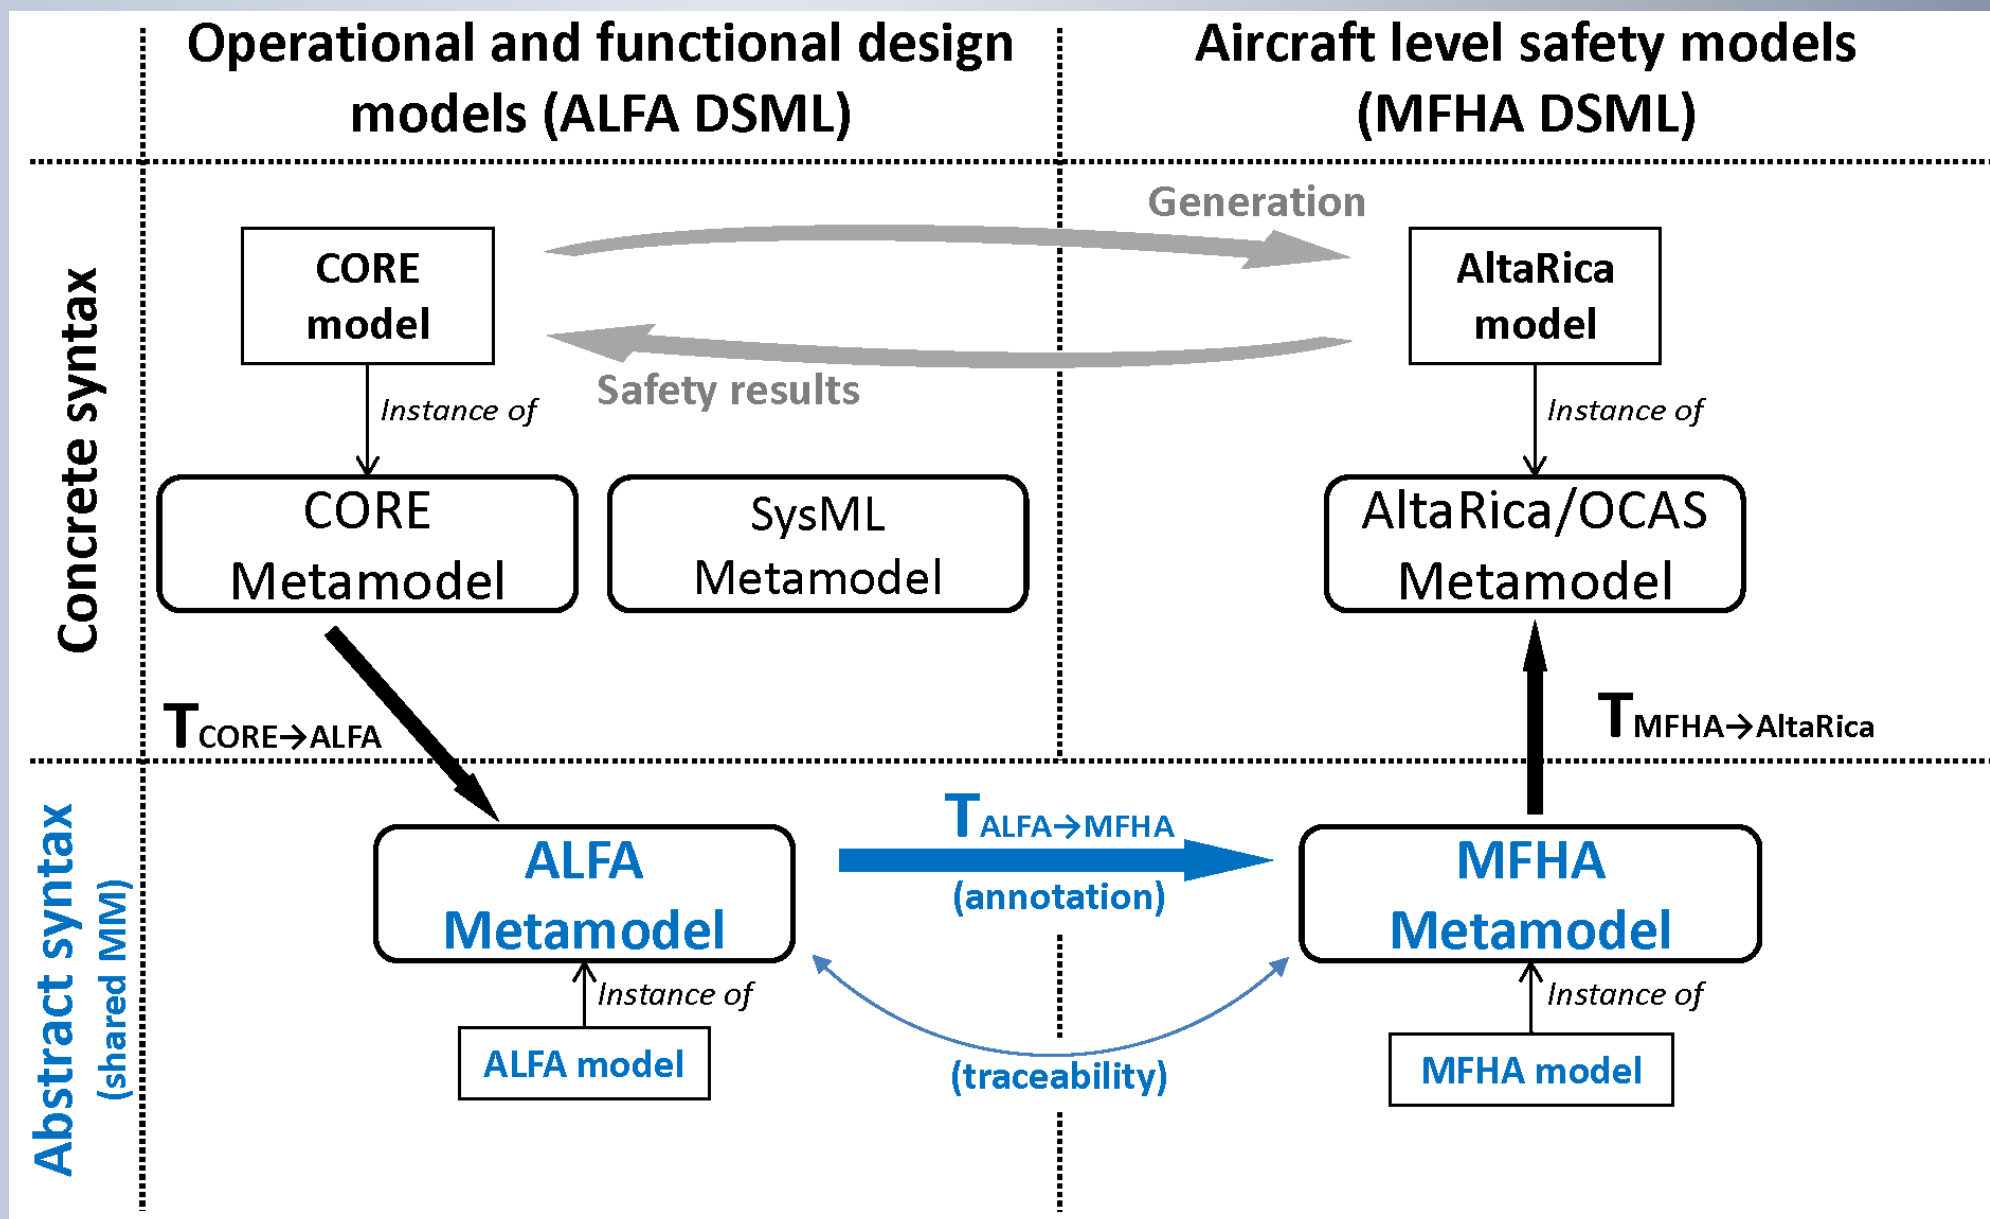 Operational and functional design
models (ALFA DSML)
Aircraft level safety models
(MFHA DSML)
Concrete syntax
Generation
CORE
model
AltaRica
model
Safety results
Instance of
Instance of
CORE
Metamodel
SysML
Metamodel
AltaRica/OCAS
Metamodel
TCORE→ALFA
TMFHA→AltaRica
Abstract syntax
(shared MM)
TALFA→MFHA
(annotation)
ALFA
Metamodel
MFHA
Metamodel
Instance of
Instance of
ALFA model
(traceability)
MFHA model